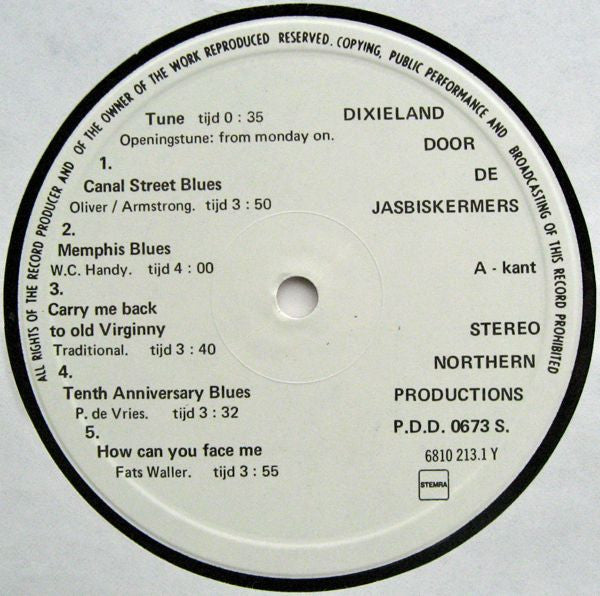 ALL RIGHTS OF THE RECORD PRODUCER AND OF THE OWNER OF THE WORK REPRODUCED RESERVED. COPYING, PUBLIC PERFORMANCE AND BROADCASTING OF THIS RECORD PROHIBITED
Tune tijd 0 : 35
Openingstune: from monday on.
1.
Canal Street Blues
Oliver / Armstrong. tijd 3 : 50
2.
Memphis Blues
W.C. Handy. tijd 4 : 00
3.
Carry me back
to old Virginny
Traditional. tijd 3 : 40
4.
Tenth Anniversary Blues
P. de Vries. tijd 3 : 32
5.
How can you face me
Fats Waller. tijd 3 : 55
DIXIELAND
DOOR
DE
JASBISKERMERS
A - kant
STEREO
NORTHERN
PRODUCTIONS
P.D.D. 0673 S.
6810 213.1 Y
STEMRA